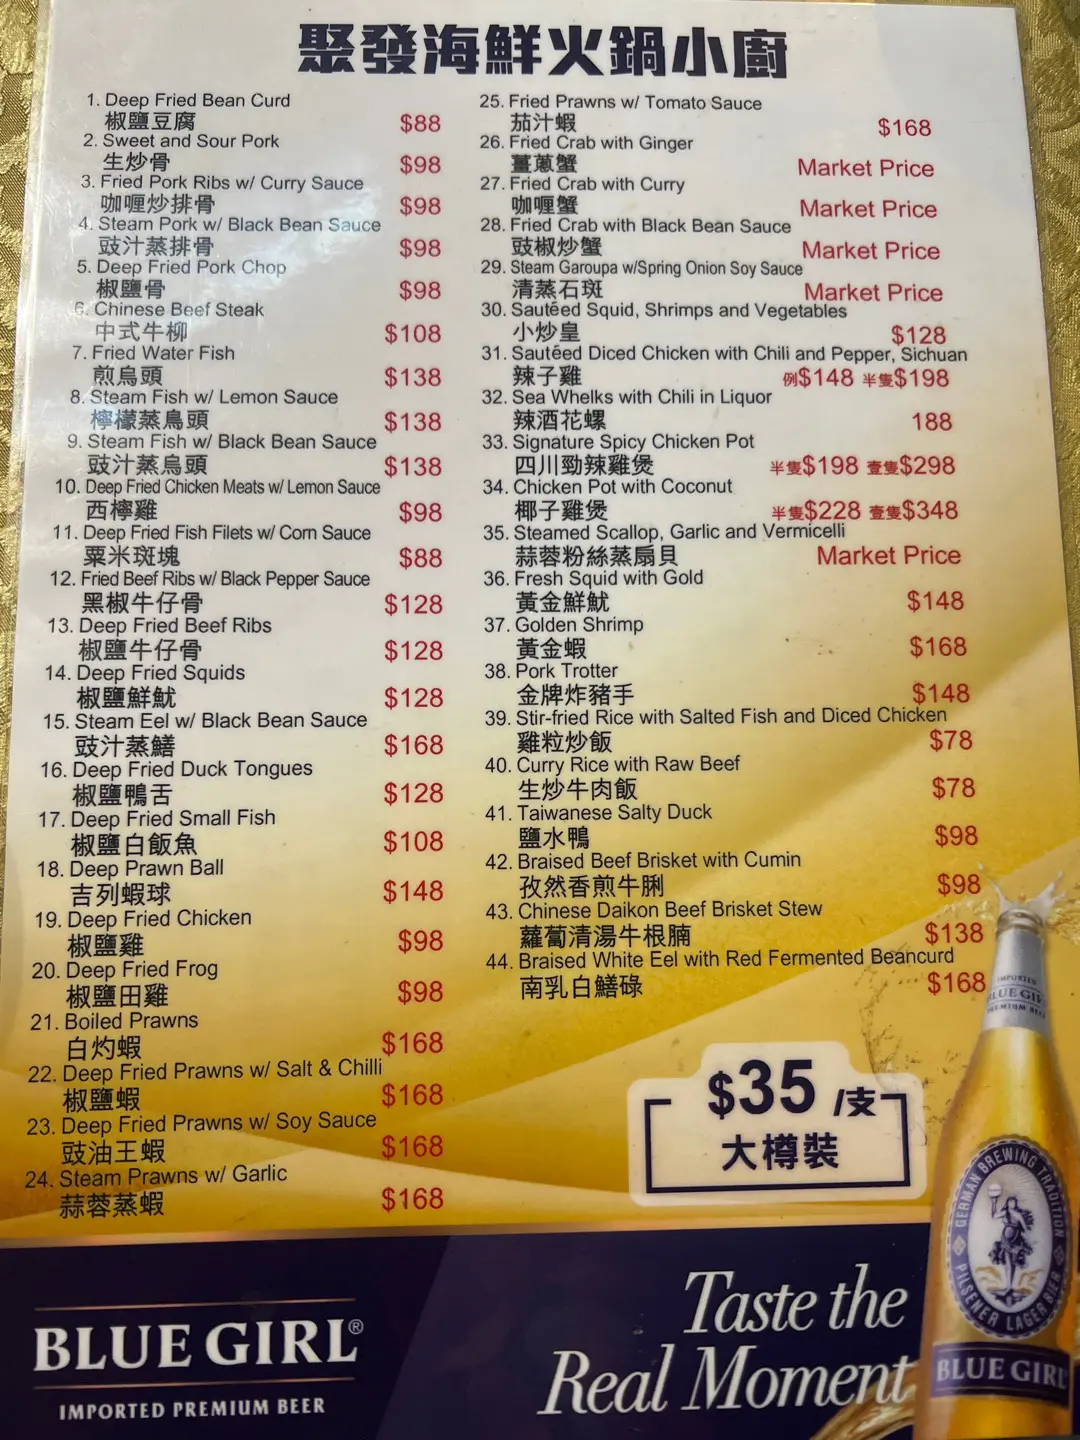 聚發海鮮火鍋小廚
1. Deep Fried Bean Curd
椒鹽豆腐 $88
2. Sweet and Sour Pork
生炒骨 $98
3. Fried Pork Ribs w/ Curry Sauce
咖喱炒排骨 $98
4. Steam Pork w/ Black Bean Sauce
豉汁蒸排骨 $98
5. Deep Fried Pork Chop
椒鹽骨 $98
6. Chinese Beef Steak
中式牛柳 $108
7. Fried Water Fish
煎烏頭 $138
8. Steam Fish w/ Lemon Sauce
檸檬蒸烏頭 $138
9. Steam Fish w/ Black Bean Sauce
豉汁蒸烏頭 $138
10. Deep Fried Chicken Meats w/ Lemon Sauce
西檸雞 $98
11. Deep Fried Fish Filets w/ Corn Sauce
粟米斑塊 $88
12. Fried Beef Ribs w/ Black Pepper Sauce
黑椒牛仔骨 $128
13. Deep Fried Beef Ribs
椒鹽牛仔骨 $128
14. Deep Fried Squids
椒鹽鮮魷 $128
15. Steam Eel w/ Black Bean Sauce
豉汁蒸鱔 $168
16. Deep Fried Duck Tongues
椒鹽鴨舌 $128
17. Deep Fried Small Fish
椒鹽白飯魚 $108
18. Deep Prawn Ball
吉列蝦球 $148
19. Deep Fried Chicken
椒鹽雞 $98
20. Deep Fried Frog
椒鹽田雞 $98
21. Boiled Prawns
白灼蝦 $168
22. Deep Fried Prawns w/ Salt & Chilli
椒鹽蝦 $168
23. Deep Fried Prawns w/ Soy Sauce
豉油王蝦 $168
24. Steam Prawns w/ Garlic
蒜蓉蒸蝦 $168
25. Fried Prawns w/ Tomato Sauce
茄汁蝦 $168
26. Fried Crab with Ginger
薑蔥蟹 Market Price
27. Fried Crab with Curry
咖喱蟹 Market Price
28. Fried Crab with Black Bean Sauce
豉椒炒蟹 Market Price
29. Steam Garoupa w/Spring Onion Soy Sauce
清蒸石斑 Market Price
30. Sautéed Squid, Shrimps and Vegetables
小炒皇 $128
31. Sautéed Diced Chicken with Chili and Pepper, Sichuan
辣子雞 例$148 半隻$198
32. Sea Whelks with Chili in Liquor
辣酒花螺 188
33. Signature Spicy Chicken Pot
四川勁辣雞煲 半隻$198 壹隻$298
34. Chicken Pot with Coconut
椰子雞煲 半隻$228 壹隻$348
35. Steamed Scallop, Garlic and Vermicelli
蒜蓉粉絲蒸扇貝 Market Price
36. Fresh Squid with Gold
黃金鮮魷 $148
37. Golden Shrimp
黃金蝦 $168
38. Pork Trotter
金牌炸豬手 $148
39. Stir-fried Rice with Salted Fish and Diced Chicken
雞粒炒飯 $78
40. Curry Rice with Raw Beef
生炒牛肉飯 $78
41. Taiwanese Salty Duck
鹽水鴨 $98
42. Braised Beef Brisket with Cumin
孜然香煎牛脷 $98
43. Chinese Daikon Beef Brisket Stew
蘿蔔清湯牛根腩 $138
44. Braised White Eel with Red Fermented Beancurd
南乳白鱔碌 $168
$35 /支
大樽裝
IMPORTED
BLUE GIRL
PREMIUM BEER
GERMAN BREWING TRADITION
PILSENER LAGER BEER
BLUE GIRL
BLUE GIRL®
IMPORTED PREMIUM BEER
Taste the
Real Moment